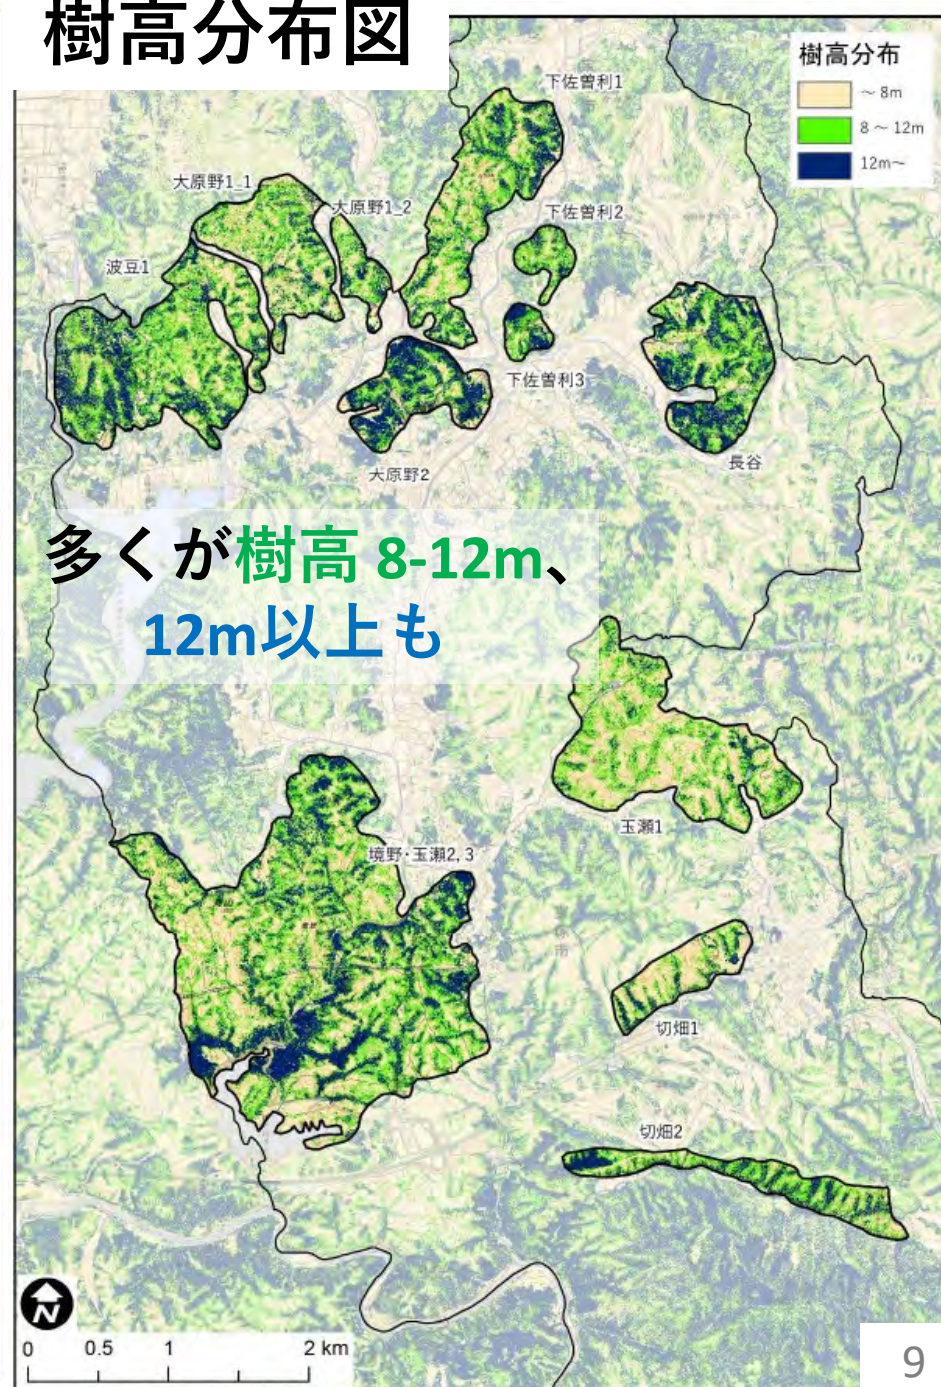 樹高分布図
樹高分布
～8m
8～12m
12m～
下佐曽利1
大原野1_1
大原野1_2
下佐曽利2
波豆1
下佐曽利3
大原野2
長谷
多くが樹高 8-12m、
12m以上も
玉瀬1
境野・玉瀬2, 3
切畑1
切畑2
N
0 0.5 1 2 km
9